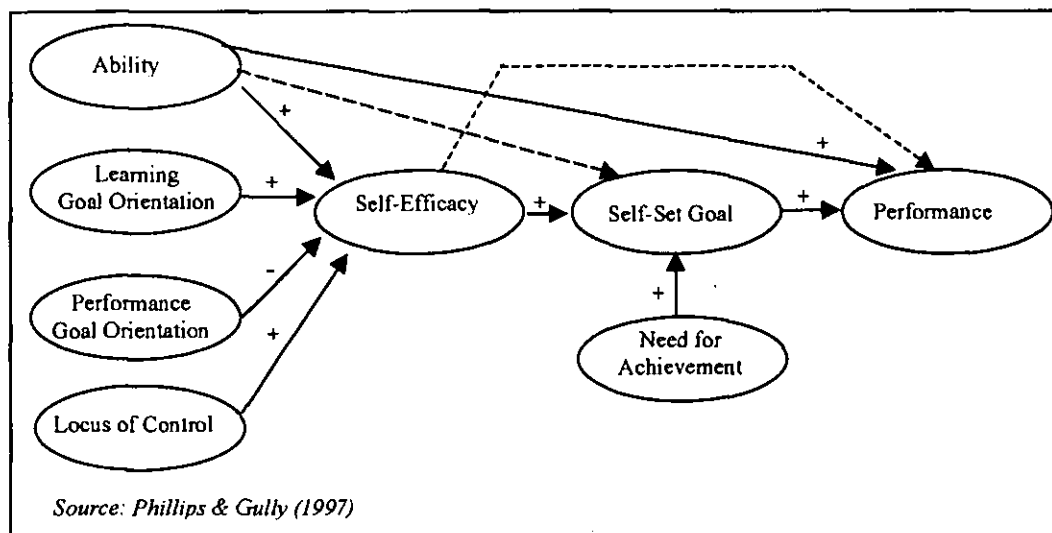 Ability
+
+
Learning
Goal Orientation
+
Self-Efficacy
+
Self-Set Goal
+
Performance
-
Performance
Goal Orientation
+
+
Need for
Achievement
Locus of Control
Source: Phillips & Gully (1997)